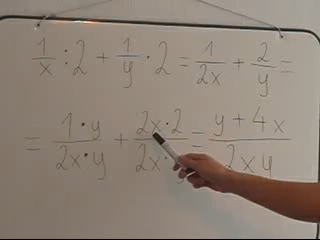 1/x : 2 + 1/y · 2 = 1/2x + 2/y =
= 1·y/2x·y + 2x·2/2x·y = y+4x/2xy